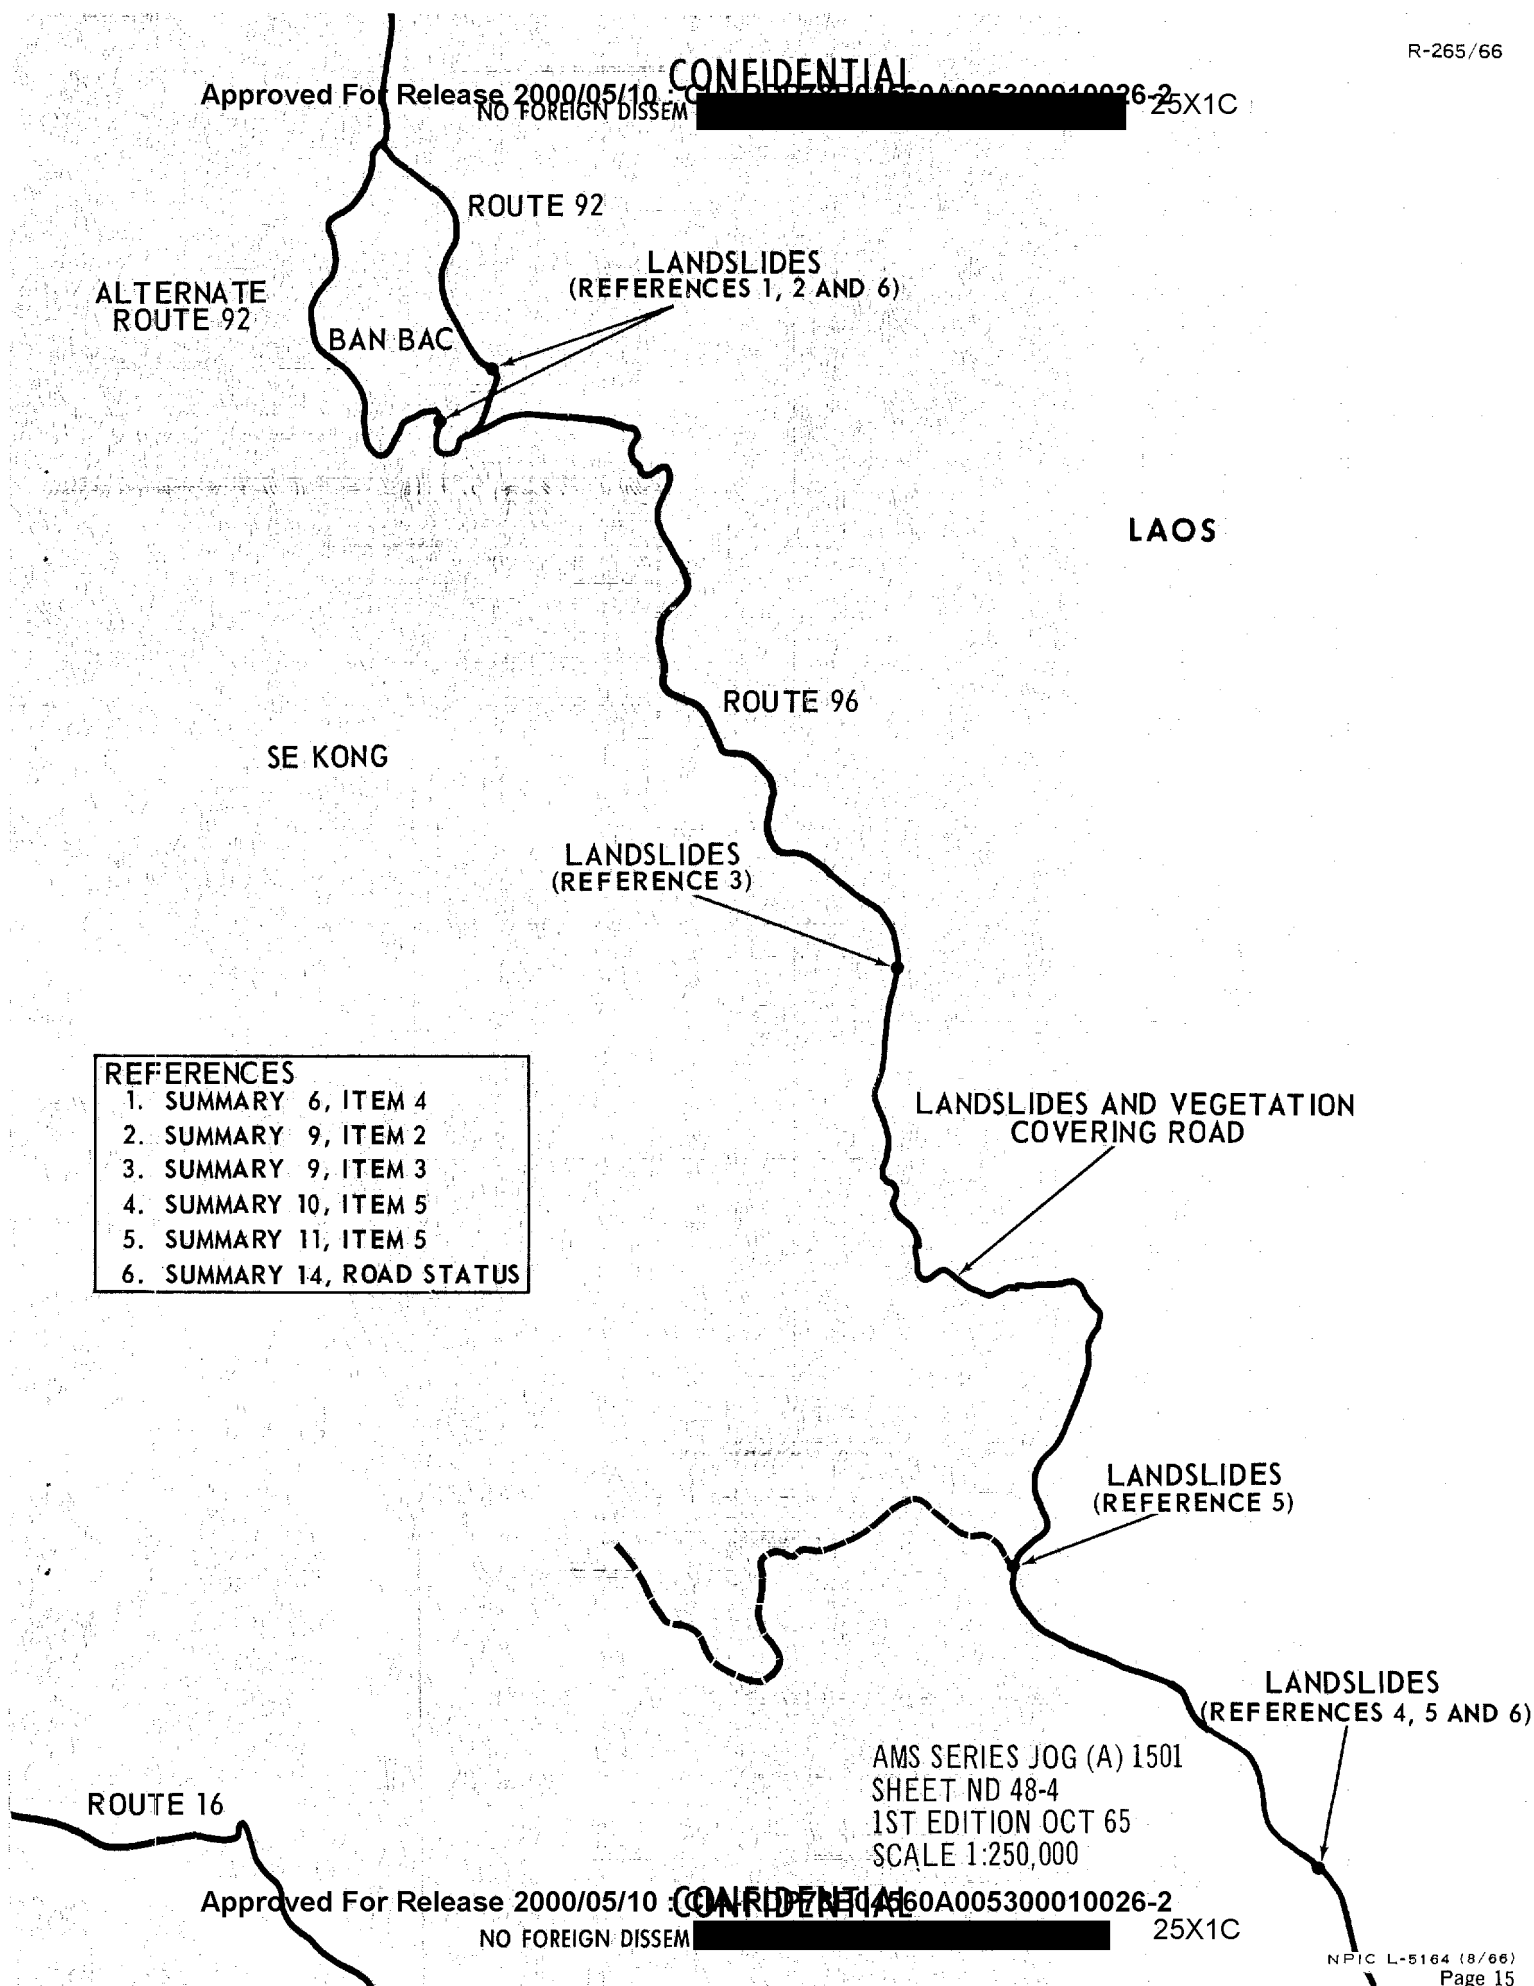 R-265/66
CONFIDENTIAL
Approved For Release 2000/05/10 : CIA-RDP78B04560A005300010026-2
NO FOREIGN DISSEM
25X1C
ROUTE 92
LANDSLIDES
(REFERENCES 1, 2 AND 6)
ALTERNATE
ROUTE 92
BAN BAC
LAOS
ROUTE 96
SE KONG
LANDSLIDES
(REFERENCE 3)
REFERENCES
1. SUMMARY 6, ITEM 4
2. SUMMARY 9, ITEM 2
3. SUMMARY 9, ITEM 3
4. SUMMARY 10, ITEM 5
5. SUMMARY 11, ITEM 5
6. SUMMARY 14, ROAD STATUS
LANDSLIDES AND VEGETATION
COVERING ROAD
LANDSLIDES
(REFERENCE 5)
LANDSLIDES
(REFERENCES 4, 5 AND 6)
AMS SERIES JOG (A) 1501
SHEET ND 48-4
1ST EDITION OCT 65
SCALE 1:250,000
ROUTE 16
Approved For Release 2000/05/10 : CIA-RDP78B04560A005300010026-2
CONFIDENTIAL
NO FOREIGN DISSEM
25X1C
NPIC L-5164 (8/66)
Page 15